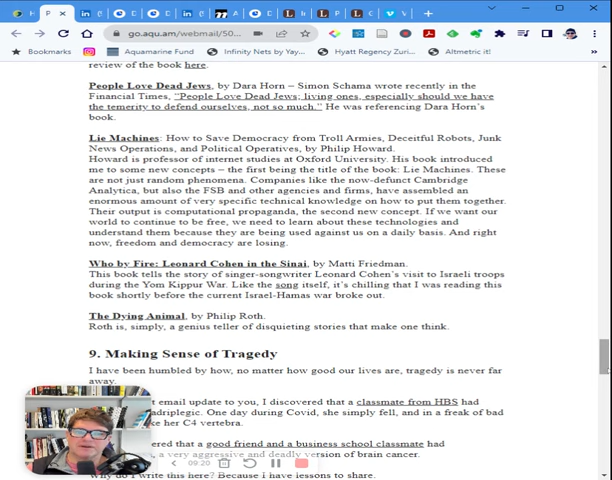 go.aqu.am/webmail/50...
Bookmarks
Aquamarine Fund
Infinity Nets by Yay...
Hyatt Regency Zuri...
Altmetric it!
review of the book here.
People Love Dead Jews, by Dara Horn – Simon Schama wrote recently in the
Financial Times, "People Love Dead Jews; living ones, especially should we have
the temerity to defend ourselves, not so much." He was referencing Dara Horn's
book.
Lie Machines: How to Save Democracy from Troll Armies, Deceitful Robots, Junk
News Operations, and Political Operatives, by Philip Howard.
Howard is professor of internet studies at Oxford University. His book introduced
me to some new concepts – the first being the title of the book: Lie Machines. These
are not just random phenomena. Companies like the now-defunct Cambridge
Analytica, but also the FSB and other agencies and firms, have assembled an
enormous amount of very specific technical knowledge on how to put them together.
Their output is computational propaganda, the second new concept. If we want our
world to continue to be free, we need to learn about these technologies and
understand them because they are being used against us on a daily basis. And right
now, freedom and democracy are losing.
Who by Fire: Leonard Cohen in the Sinai, by Matti Friedman.
This book tells the story of singer-songwriter Leonard Cohen's visit to Israeli troops
during the Yom Kippur War. Like the song itself, it's chilling that I was reading this
book shortly before the current Israel-Hamas war broke out.
The Dying Animal, by Philip Roth.
Roth is, simply, a genius teller of disquieting stories that make one think.
9. Making Sense of Tragedy
I have been humbled by how, no matter how good our lives are, tragedy is never far
away.
email update to you, I discovered that a classmate from HBS had
adriplegic. One day during Covid, she simply fell, and in a freak of bad
ke her C4 vertebra.
ered that a good friend and a business school classmate had
a very aggressive and deadly version of brain cancer.
09:20
Why do I write this here? Because I have lessons to share.